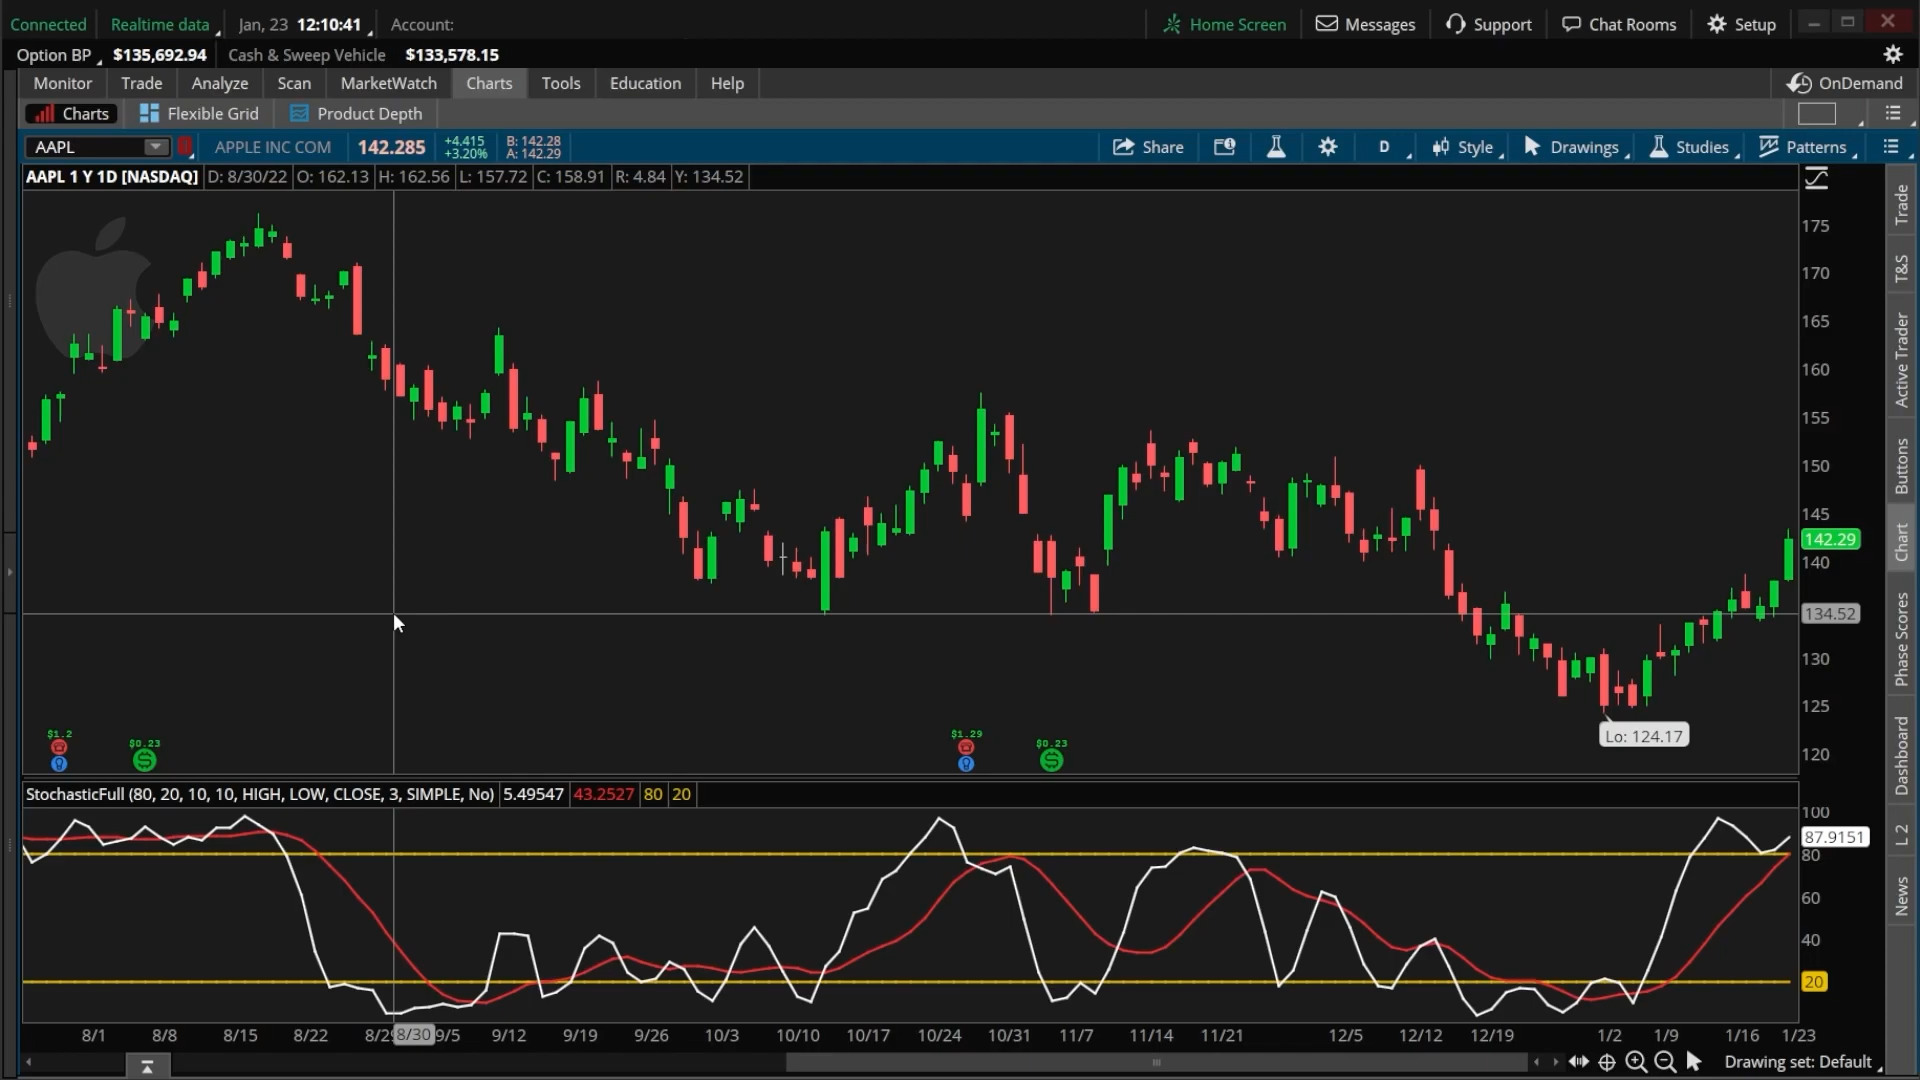 Connected Realtime data Jan, 23 12:10:41 Account: Home Screen Messages Support Chat Rooms Setup
Option BP $135,692.94 Cash & Sweep Vehicle $133,578.15
Monitor Trade Analyze Scan MarketWatch Charts Tools Education Help OnDemand
Charts Flexible Grid Product Depth
AAPL APPLE INC COM 142.285 +4.415 +3.20% B: 142.28 A: 142.29 Share D Style Drawings Studies Patterns
AAPL 1 Y 1D [NASDAQ] D: 8/30/22 O: 162.13 H: 162.56 L: 157.72 C: 158.91 R: 4.84 Y: 134.52
175
170
165
160
155
150
145
142.29
140
134.52
130
125
120
Lo: 124.17
$1.2 $0.23 $1.29 $0.23
StochasticFull (80, 20, 10, 10, HIGH, LOW, CLOSE, 3, SIMPLE, No) 5.49547 43.2527 80 20
100
87.9151
80
60
40
20
8/1 8/8 8/15 8/22 8/29 8/30 9/5 9/12 9/19 9/26 10/3 10/10 10/17 10/24 10/31 11/7 11/14 11/21 12/5 12/12 12/19 1/2 1/9 1/16 1/23
Drawing set: Default
Trade
T&S
Active Trader
Buttons
Chart
Phase Scores
Dashboard
L 2
News